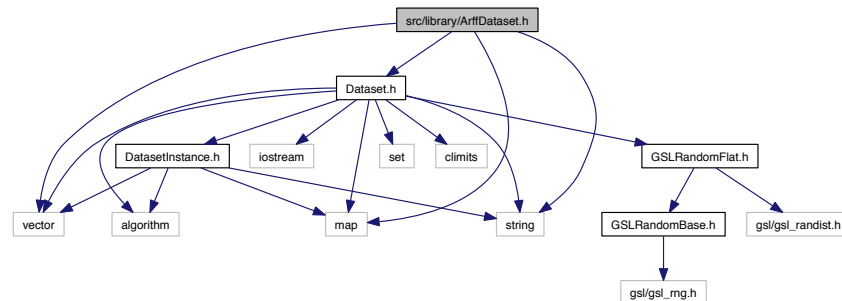 src/library/ArffDataset.h
Dataset.h
DatasetInstance.h
iostream
set
climits
GSLRandomFlat.h
vector
algorithm
map
string
GSLRandomBase.h
gsl/gsl_randist.h
gsl/gsl_rng.h